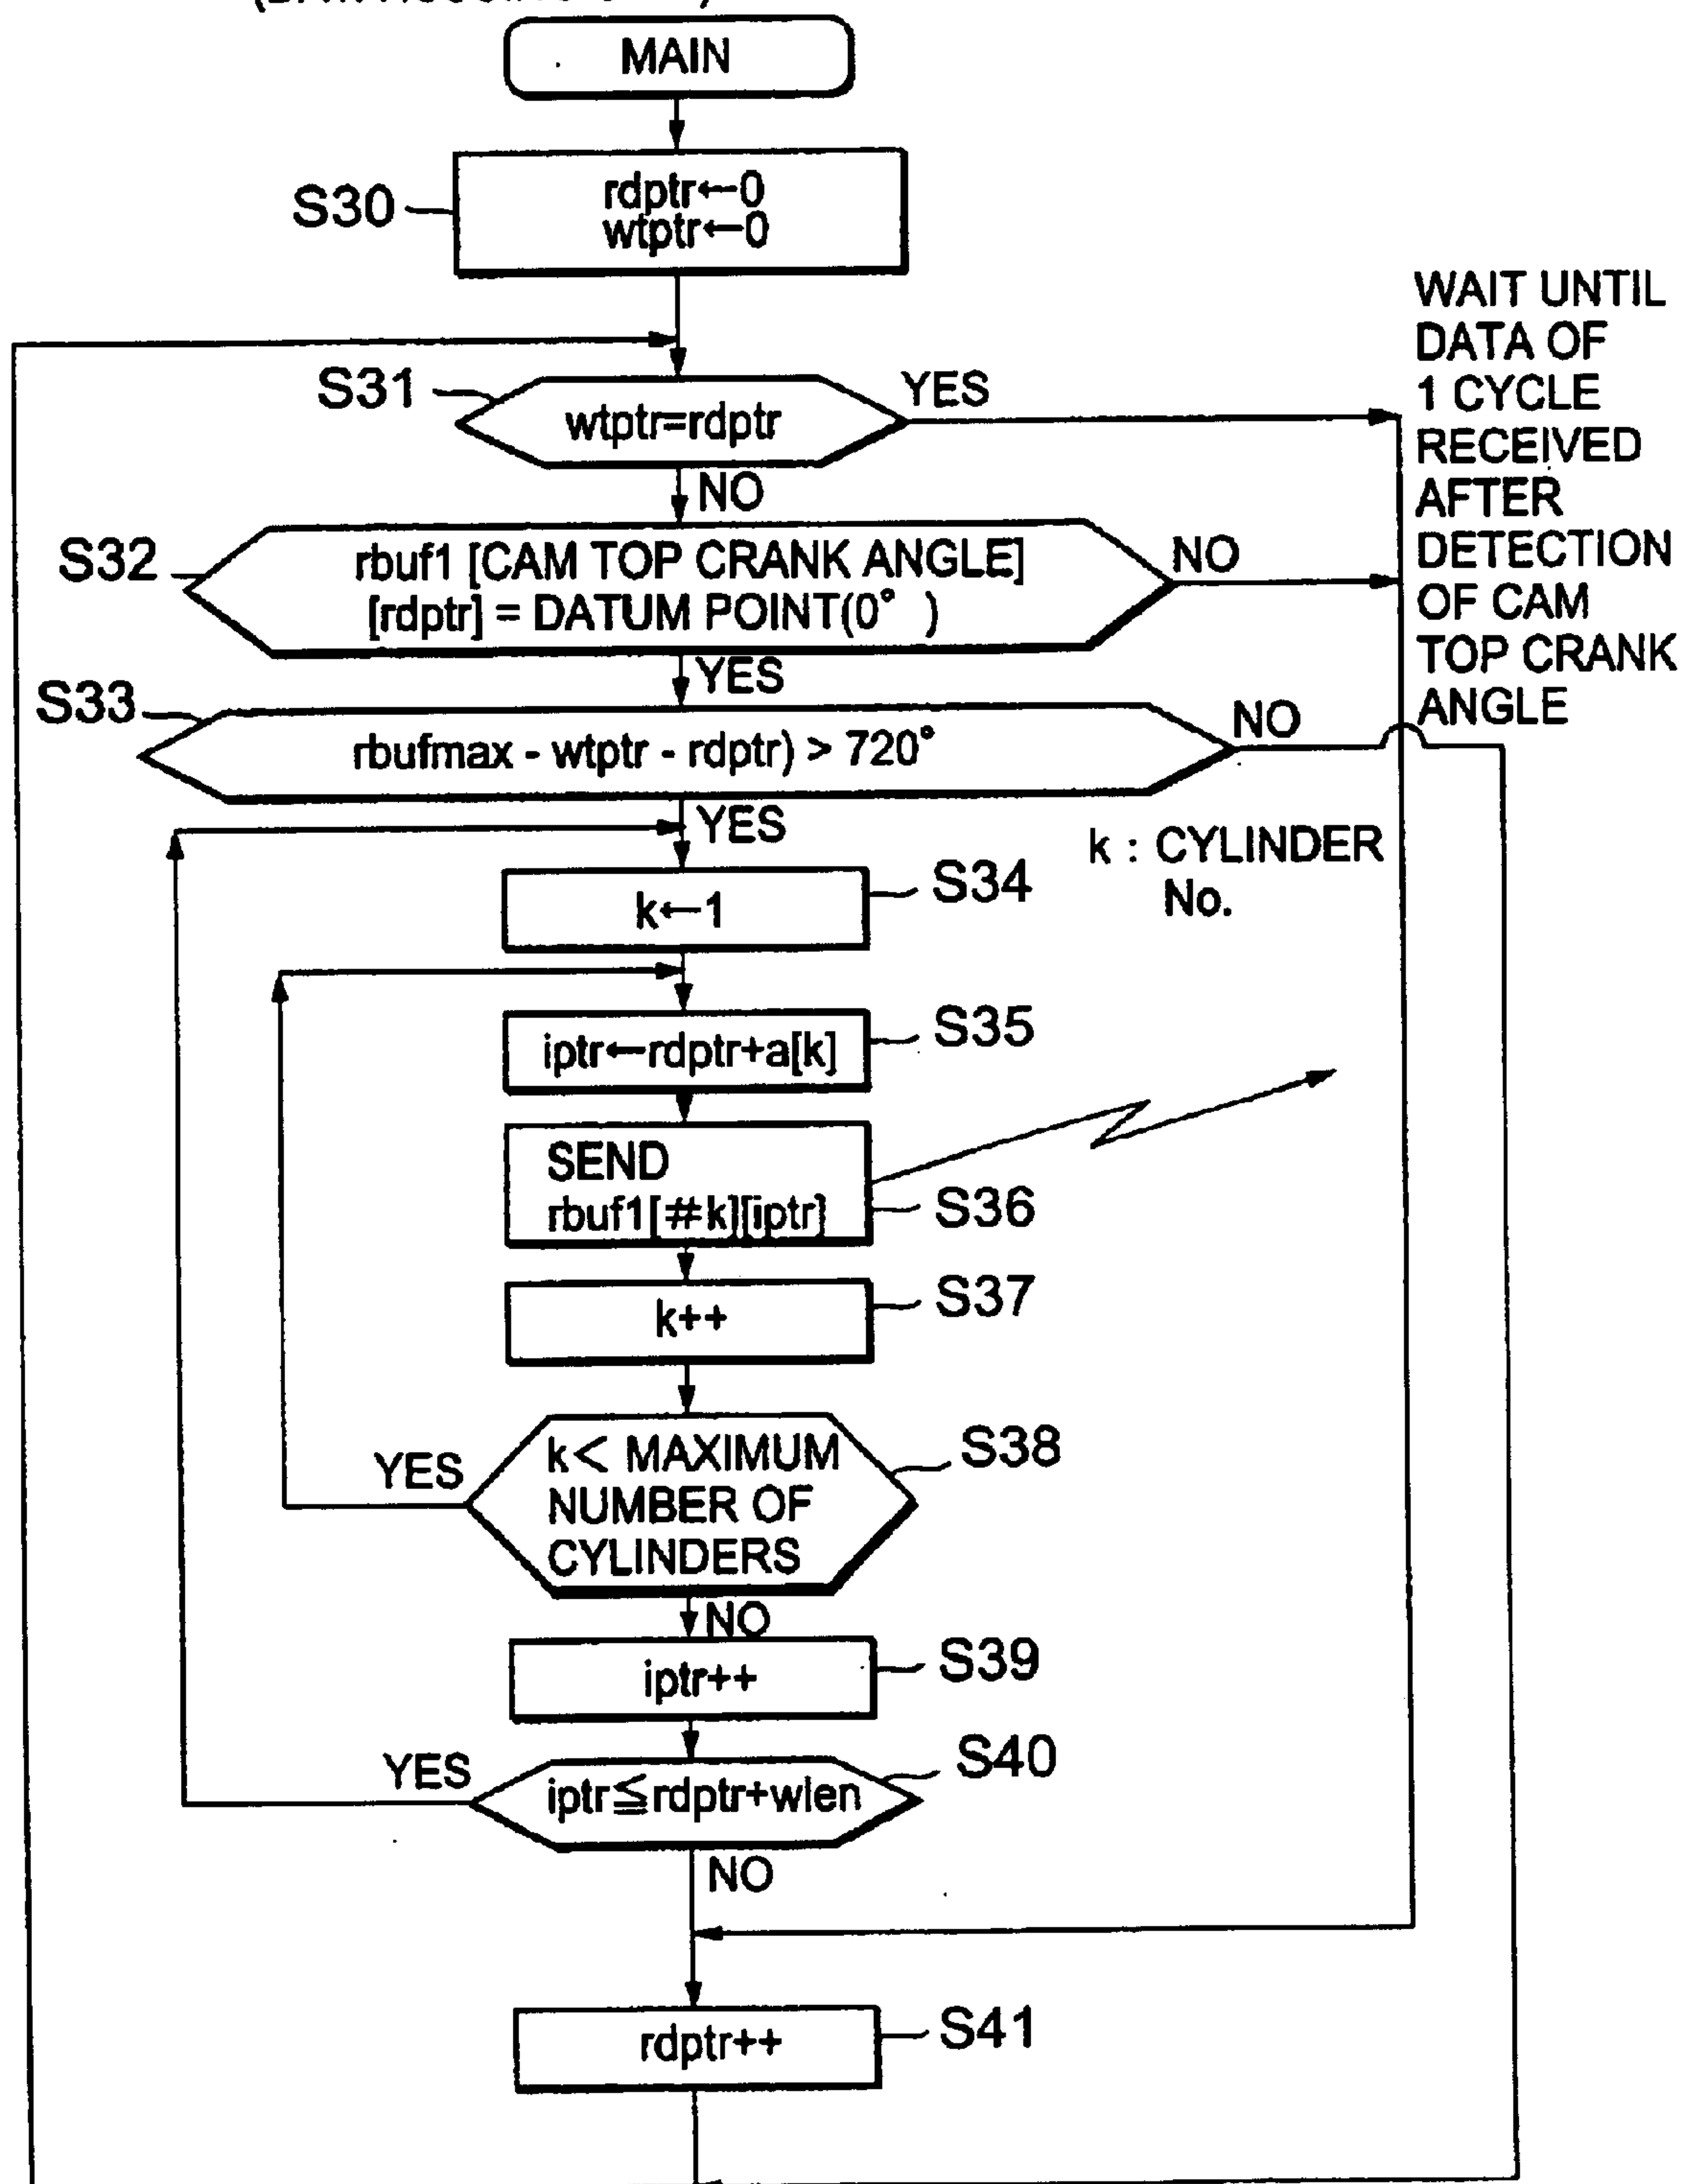 MAIN
S30
rdptr←0
wtptr←0
WAIT UNTIL
DATA OF
1 CYCLE
RECEIVED
AFTER
DETECTION
OF CAM
TOP CRANK
ANGLE
S31
wtptr=rdptr
YES
NO
S32
rbuf1 [CAM TOP CRANK ANGLE]
[rdptr] = DATUM POINT(0° )
NO
YES
S33
rbufmax - wtptr - rdptr) > 720°
NO
YES
k : CYLINDER
No.
k←1
S34
iptr←rdptr+a[k]
S35
SEND
rbuf1[#k][iptr]
S36
k++
S37
k< MAXIMUM
NUMBER OF
CYLINDERS
S38
YES
NO
iptr++
S39
iptr≦rdptr+wlen
S40
YES
NO
rdptr++
S41